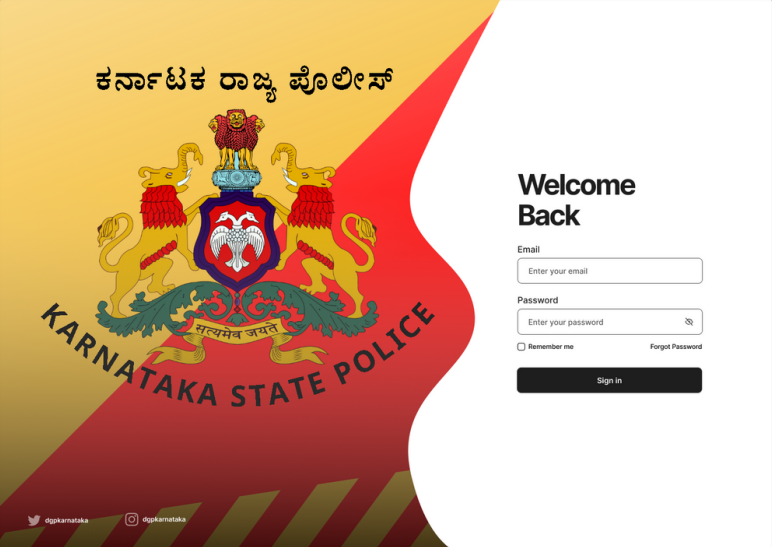 ಕರ್ನಾಟಕ ರಾಜ್ಯ ಪೊಲೀಸ್
सत्यमेव जयते
KARNATAKA STATE POLICE
dgpkarnataka
dgpkarnataka
Welcome
Back
Email
Enter your email
Password
Enter your password
Remember me
Forgot Password
Sign in